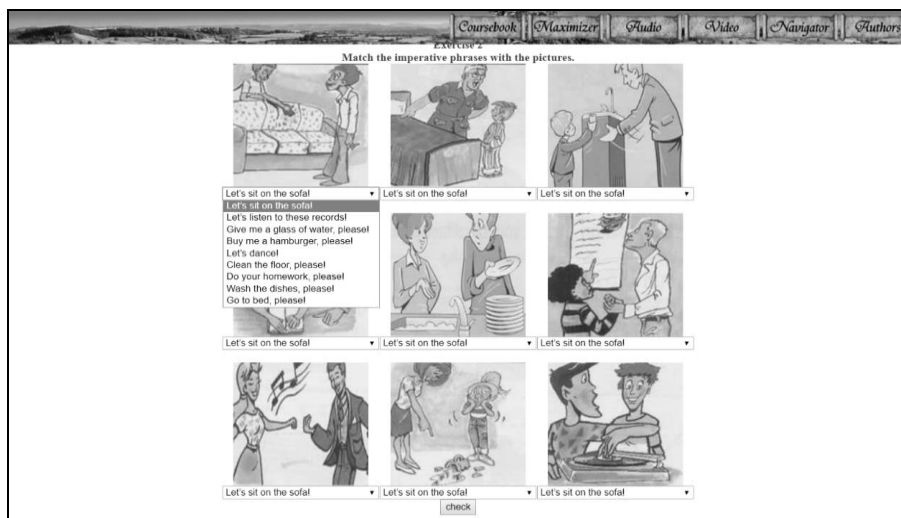 Coursebook Maximizer Audio Video Navigator Authors
Exercise 2
Match the imperative phrases with the pictures.
Let's sit on the sofa! Let's sit on the sofa! Let's sit on the sofa!
Let's sit on the sofa!
Let's listen to these records!
Give me a glass of water, please!
Buy me a hamburger, please!
Let's dance!
Clean the floor, please!
Do your homework, please!
Wash the dishes, please!
Go to bed, please!
Let's sit on the sofa! Let's sit on the sofa! Let's sit on the sofa!
Let's sit on the sofa! Let's sit on the sofa! Let's sit on the sofa!
check